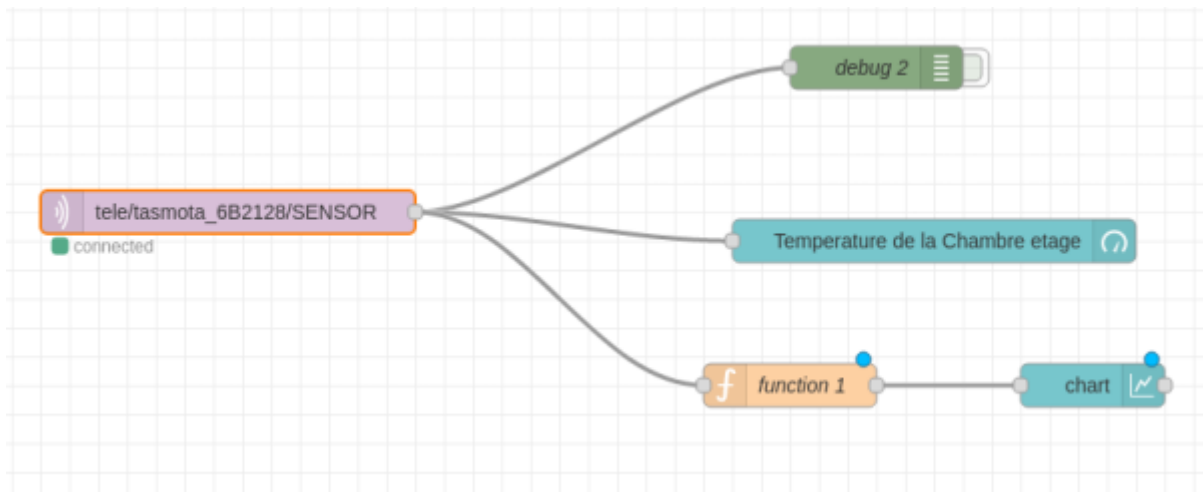 debug 2
tele/tasmota_6B2128/SENSOR
connected
Temperature de la Chambre etage
function 1
chart